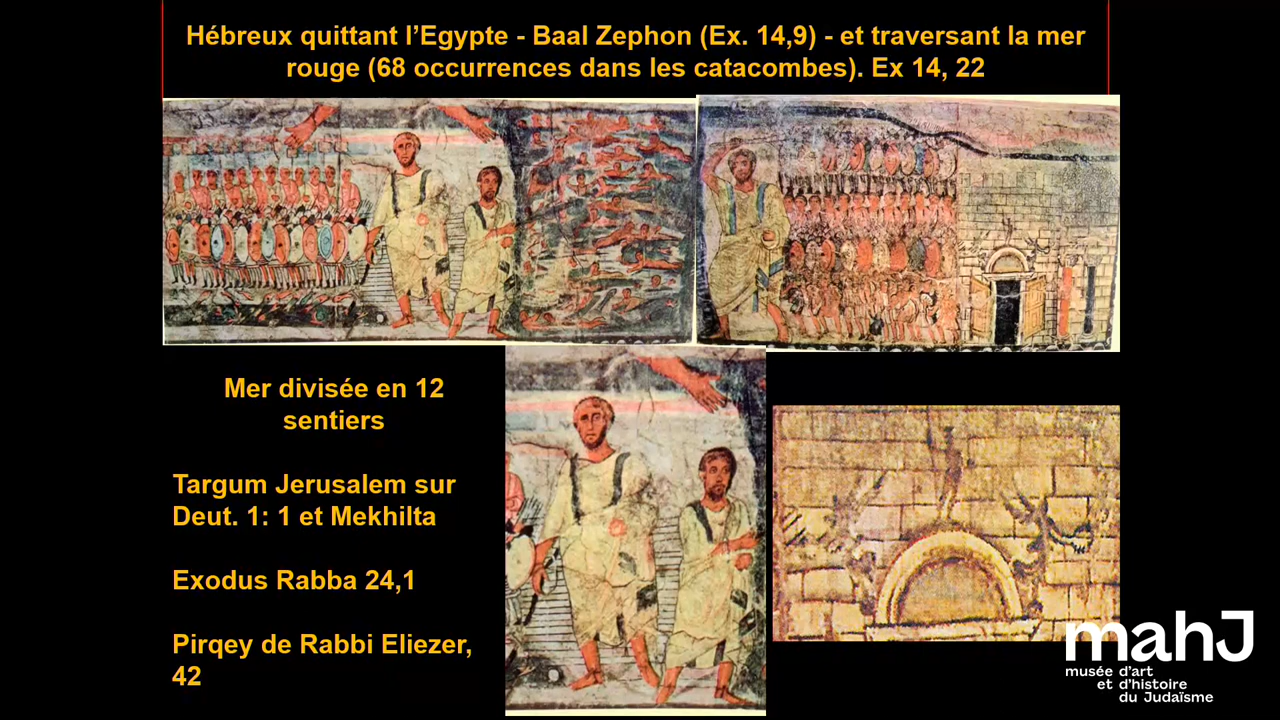 Hébreux quittant l’Egypte - Baal Zephon (Ex. 14,9) - et traversant la mer
rouge (68 occurrences dans les catacombes). Ex 14, 22
Mer divisée en 12
sentiers
Targum Jerusalem sur
Deut. 1: 1 et Mekhilta
Exodus Rabba 24,1
Pirqey de Rabbi Eliezer,
42
mahJ
musée d’art
et d’histoire
du Judaïsme